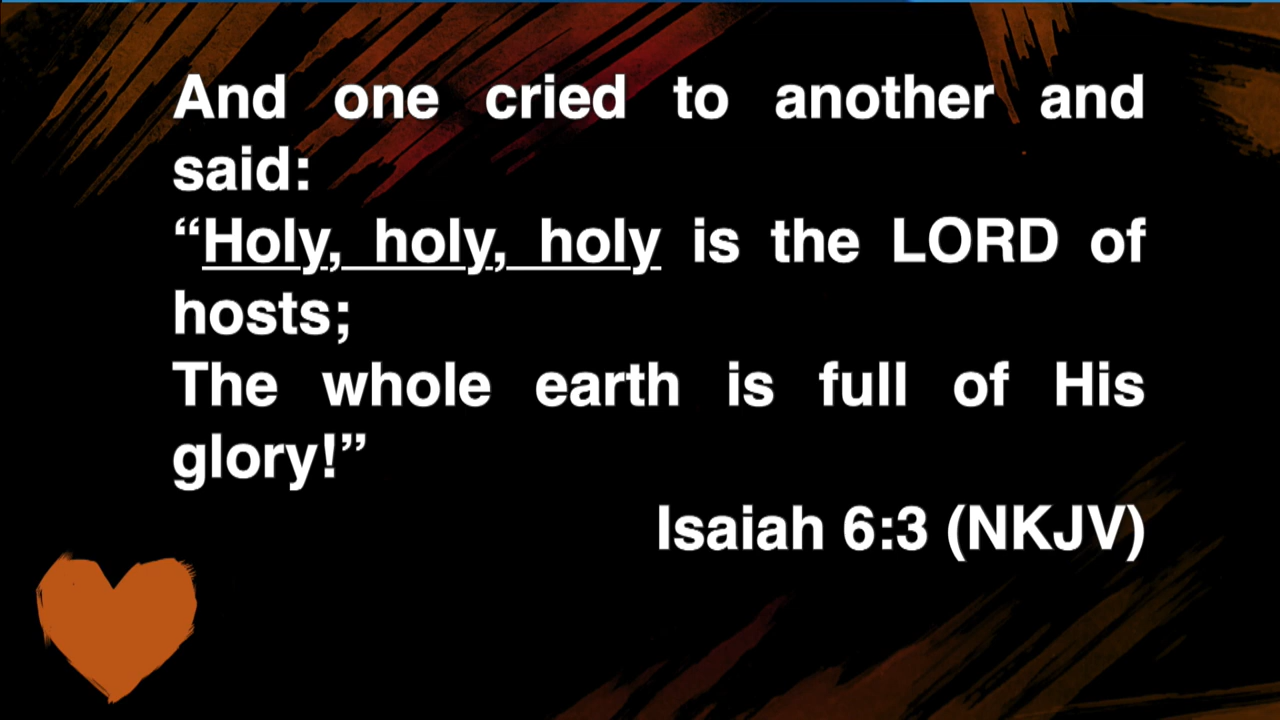 And one cried to another and
said:
“Holy, holy, holy is the LORD of
hosts;
The whole earth is full of His
glory!”
Isaiah 6:3 (NKJV)